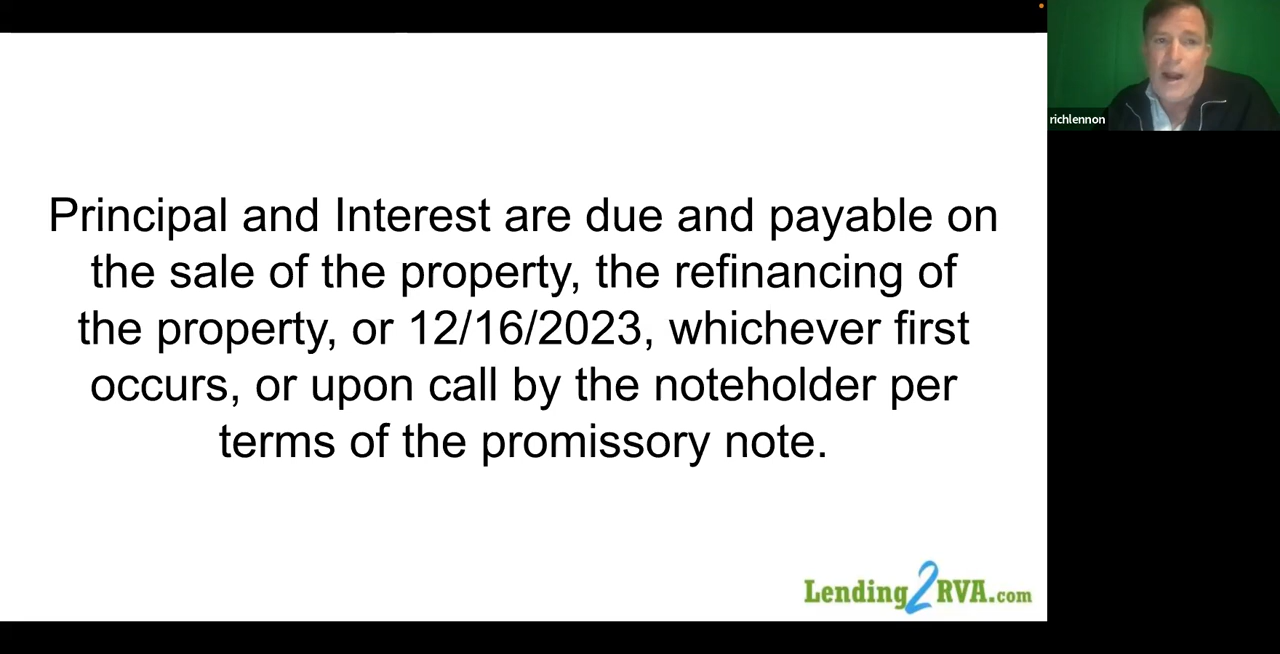 Principal and Interest are due and payable on
the sale of the property, the refinancing of
the property, or 12/16/2023, whichever first
occurs, or upon call by the noteholder per
terms of the promissory note.
Lending2RVA.com
richlennon